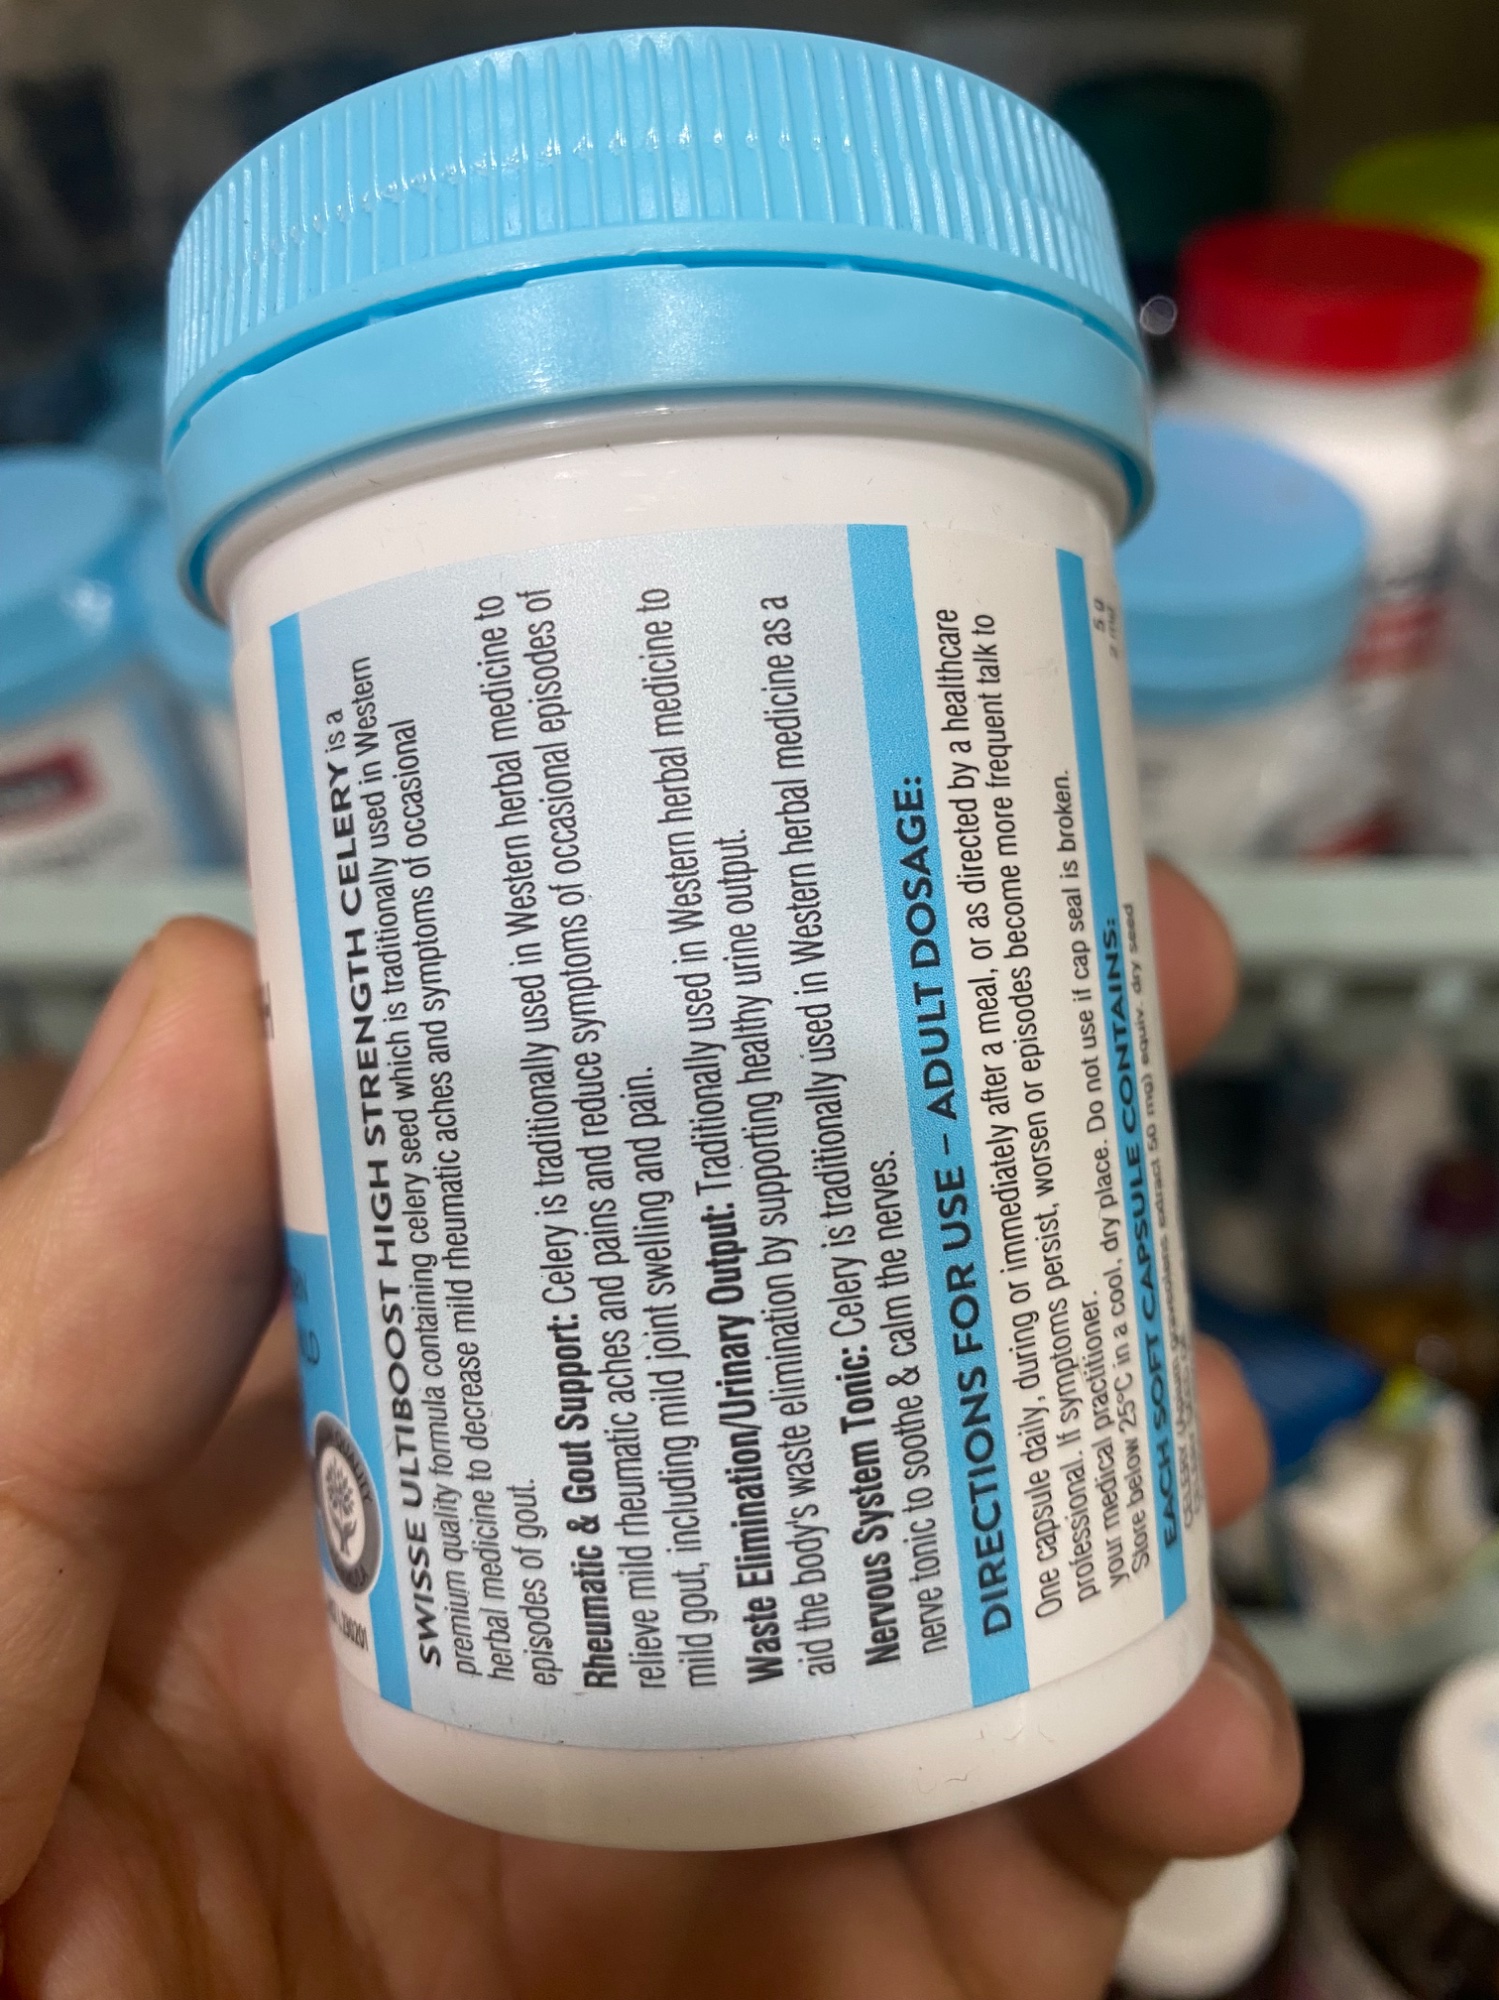 SWISSE ULTIBOOST HIGH STRENGTH CELERY is a
premium quality formula containing celery seed which is traditionally used in Western
herbal medicine to decrease mild rheumatic aches and symptoms of occasional
episodes of gout.
Rheumatic & Gout Support: Celery is traditionally used in Western herbal medicine to
relieve mild rheumatic aches and pains and reduce symptoms of occasional episodes of
mild gout, including mild joint swelling and pain.
Waste Elimination/Urinary Output: Traditionally used in Western herbal medicine to
aid the body's waste elimination by supporting healthy urine output.
Nervous System Tonic: Celery is traditionally used in Western herbal medicine as a
nerve tonic to soothe & calm the nerves.
DIRECTIONS FOR USE – ADULT DOSAGE:
One capsule daily, during or immediately after a meal, or as directed by a healthcare
professional. If symptoms persist, worsen or episodes become more frequent talk to
your medical practitioner.
Store below 25°C in a cool, dry place. Do not use if cap seal is broken.
EACH SOFT CAPSULE CONTAINS:
equiv. dry seed 5 g